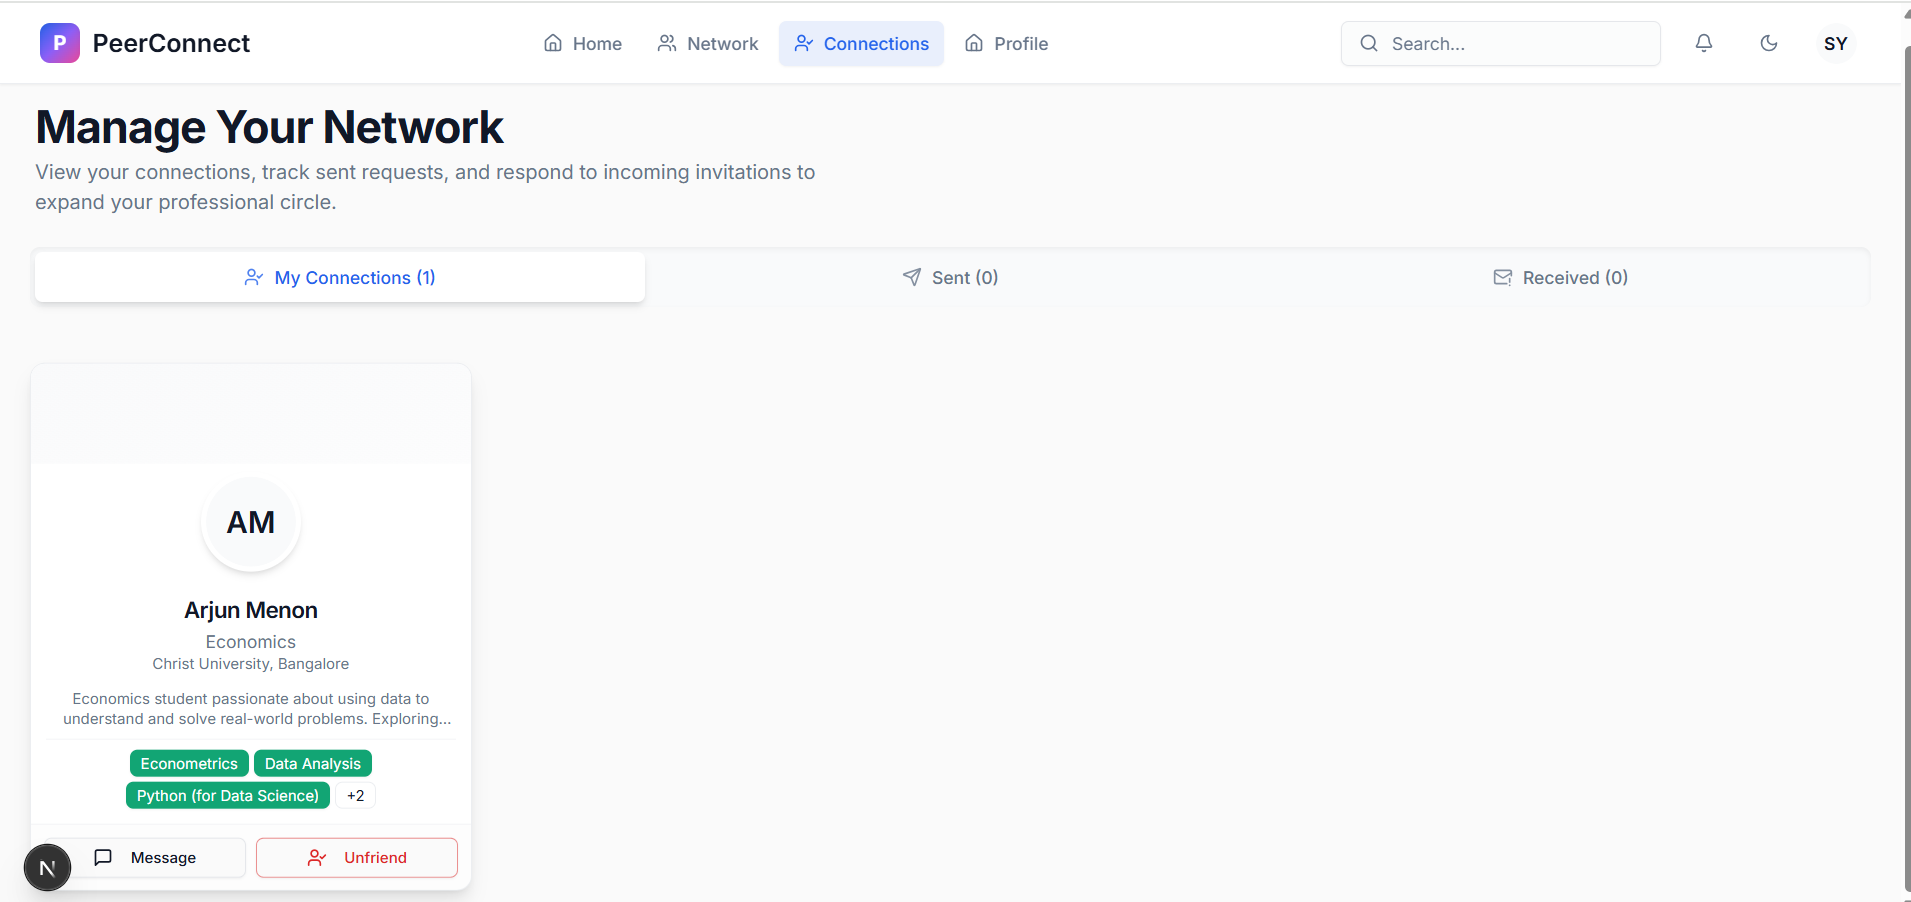 P PeerConnect
Home
Network
Connections
Profile
Search...
SY
Manage Your Network
View your connections, track sent requests, and respond to incoming invitations to
expand your professional circle.
My Connections (1)
Sent (0)
Received (0)
AM
Arjun Menon
Economics
Christ University, Bangalore
Economics student passionate about using data to
understand and solve real-world problems. Exploring...
Econometrics
Data Analysis
Python (for Data Science)
+2
Message
Unfriend
N